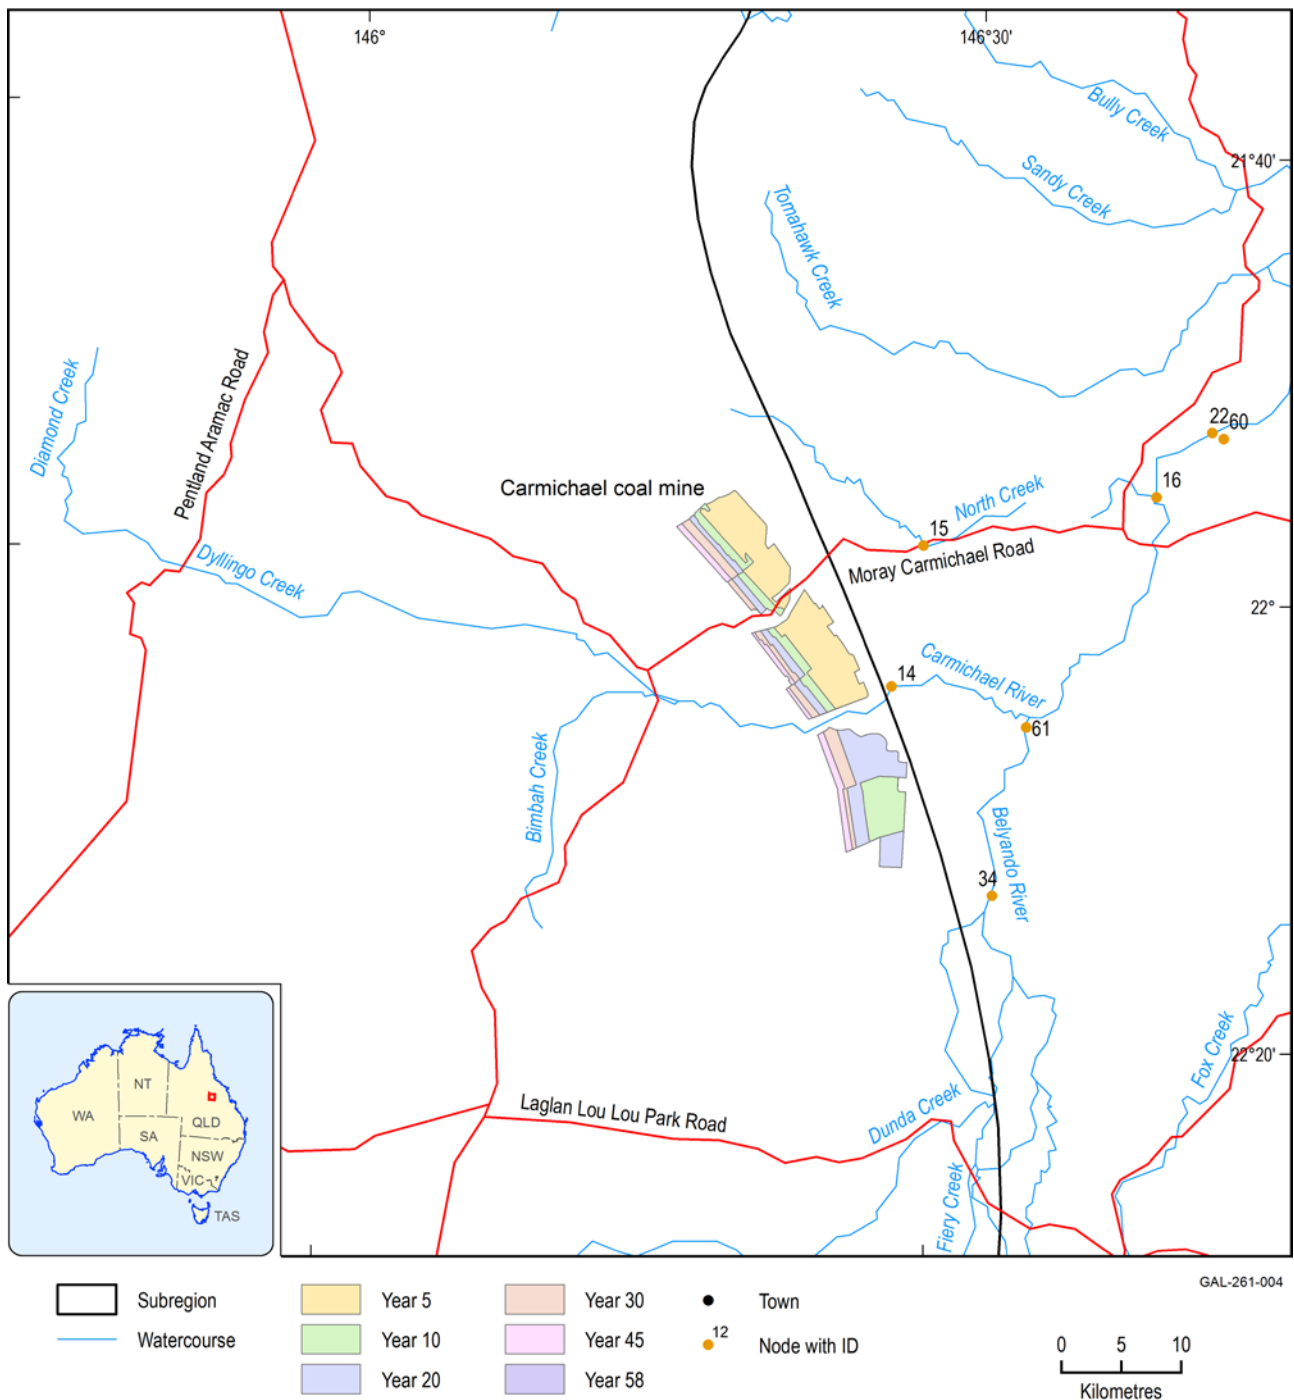 146°
146°30'
Bully Creek
21°40'
Sandy Creek
Tomahawk Creek
Diamond Creek
Pentland Aramac Road
22
60
16
Carmichael coal mine
North Creek
15
Moray Carmichael Road
Dyllingo Creek
22°
Carmichael River
14
61
Bimbah Creek
Belyando River
34
Fox Creek
22°20'
Laglan Lou Lou Park Road
Dunda Creek
Fiery Creek
NT
WA
QLD
SA
NSW
VIC
TAS
GAL-261-004
Subregion
Watercourse
Year 5
Year 10
Year 20
Year 30
Year 45
Year 58
Town
12
Node with ID
0 5 10
Kilometres